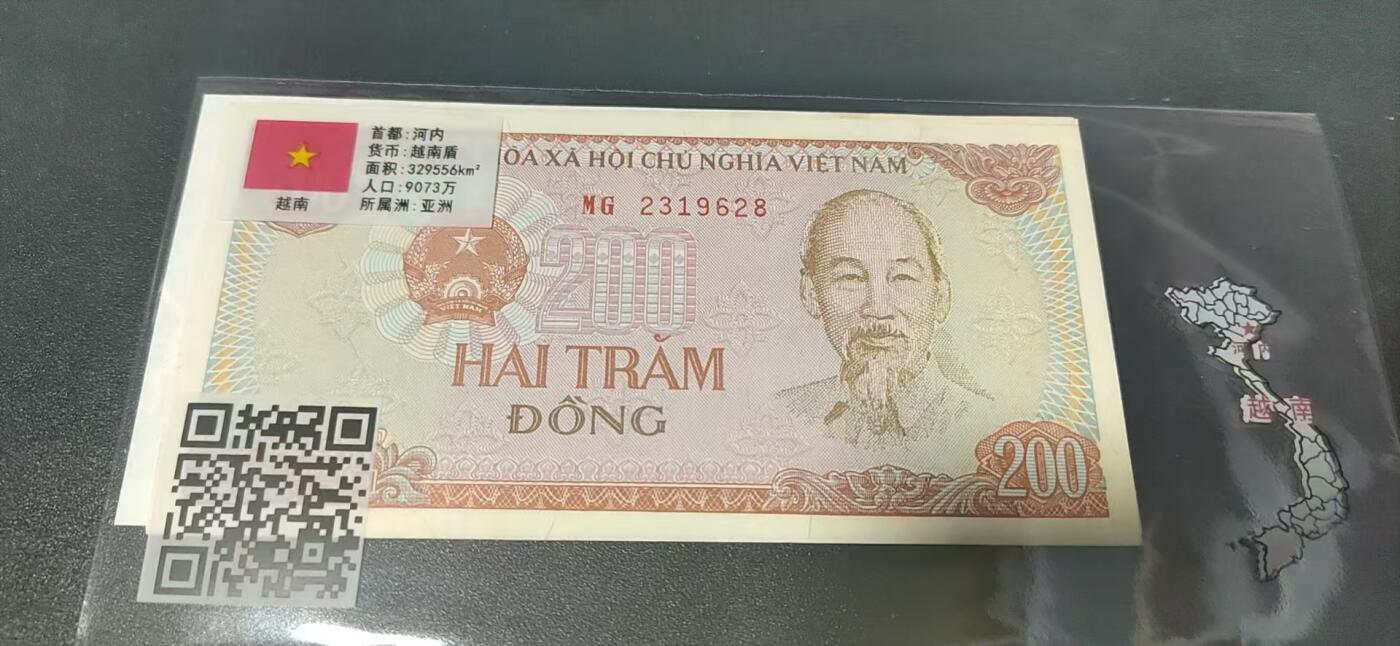 首都:河内
货币:越南盾
面积:329556km²
人口:9073万
所属洲:亚洲
越南
XÃ HỘI CHỦ NGHĨA VIỆT NAM
MG 2319628
200
VIỆT NAM
HAI TRĂM
ĐỒNG
200
河内
越南